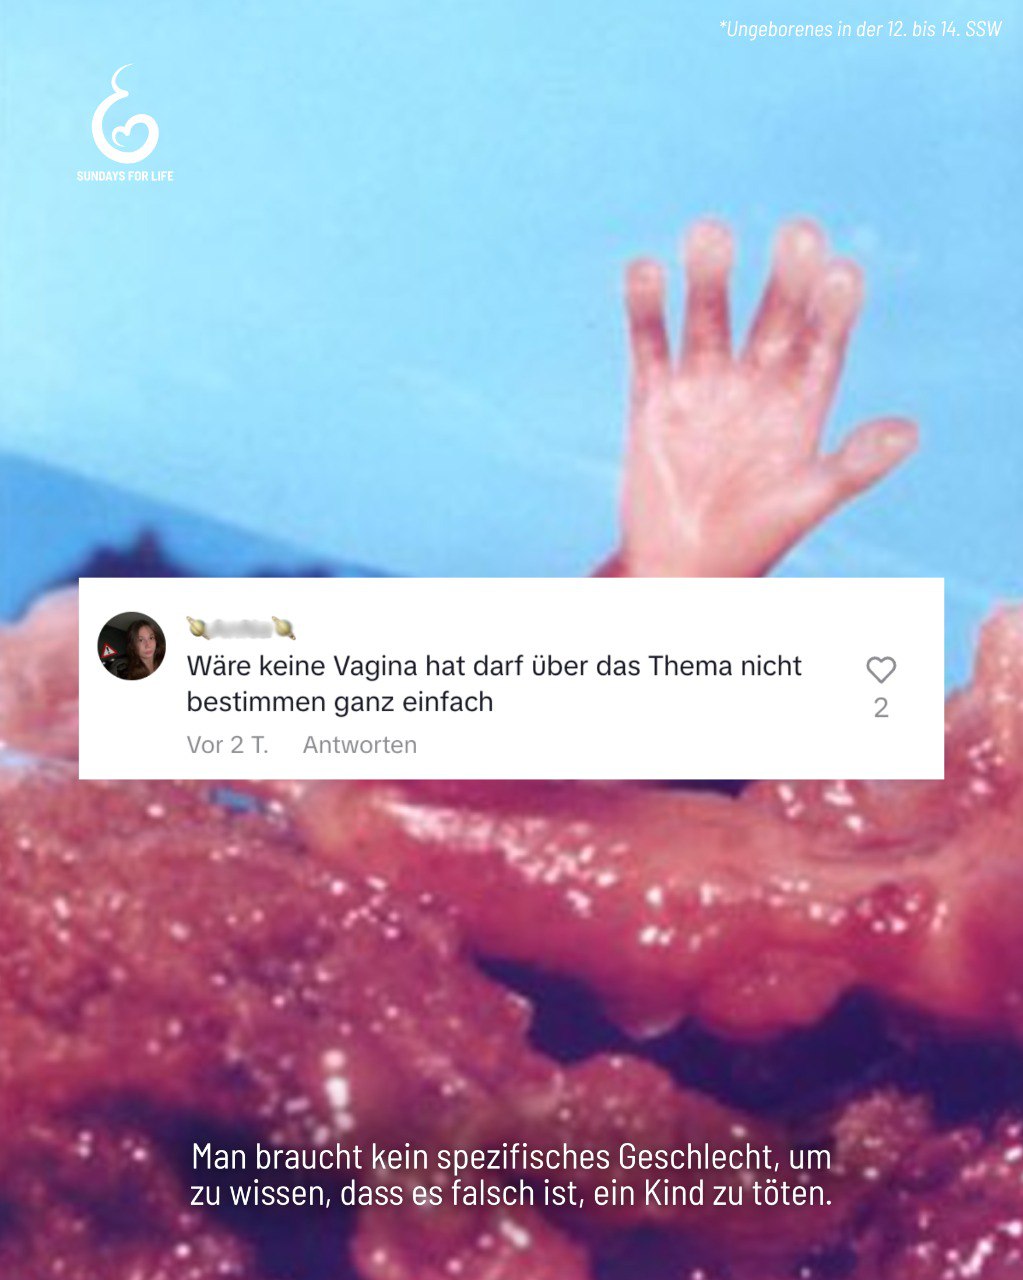 *Ungeborenes in der 12. bis 14. SSW
SUNDAYS FOR LIFE
Wäre keine Vagina hat darf über das Thema nicht
bestimmen ganz einfach
2
Vor 2 T. Antworten
Man braucht kein spezifisches Geschlecht, um
zu wissen, dass es falsch ist, ein Kind zu töten.